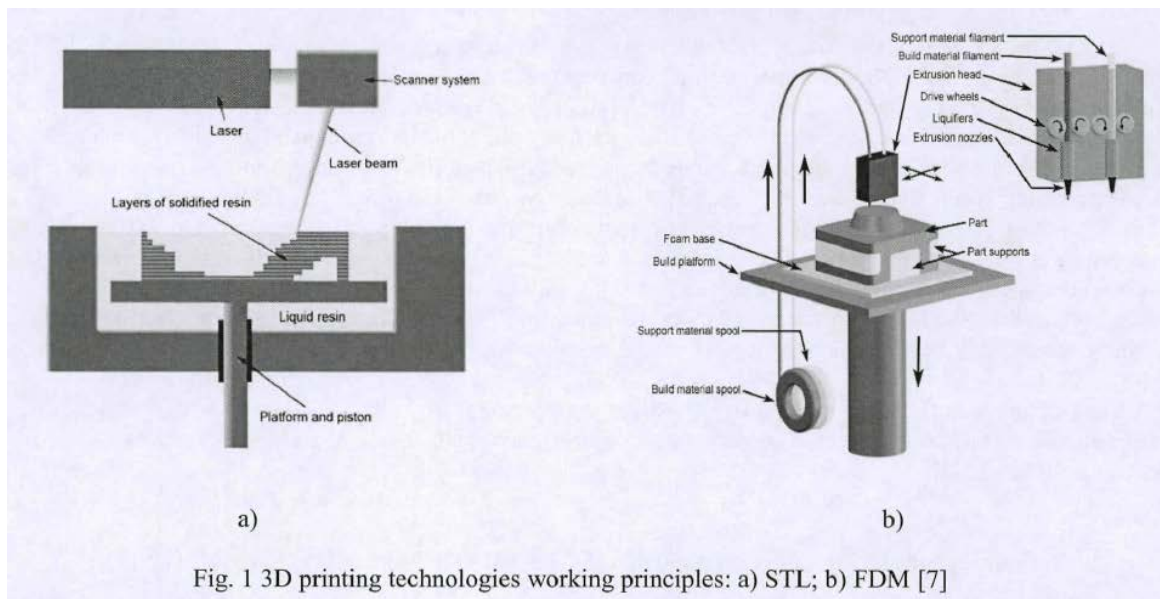 Scanner system
Laser
Laser beam
Layers of solidified resin
Liquid resin
Platform and piston
a)
Support material filament
Build material filament
Extrusion head
Drive wheels
Liquifiers
Extrusion nozzles
Part
Foam base
Part supports
Build platform
Support material spool
Build material spool
b)
Fig. 1 3D printing technologies working principles: a) STL; b) FDM [7]